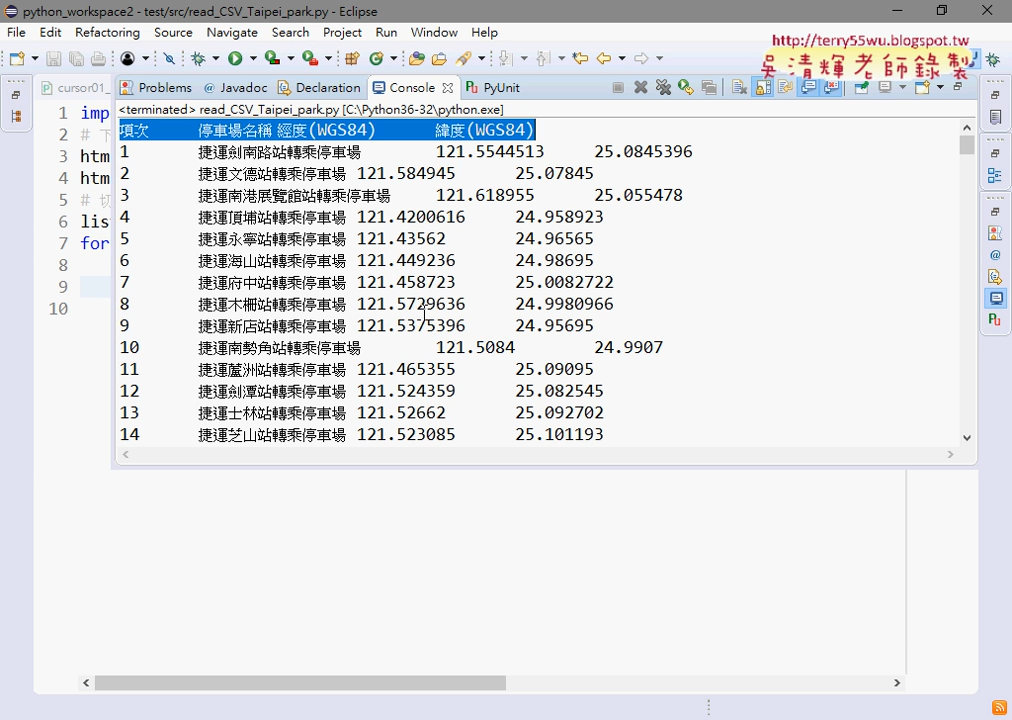 python_workspace2 - test/src/read_CSV_Taipei_park.py - Eclipse
File Edit Refactoring Source Navigate Search Project Run Window Help
http://terry55wu.blogspot.tw
吳清輝老師錄製
cursor01_ Problems @ Javadoc Declaration Console PyUnit
<terminated> read_CSV_Taipei_park.py [C:\Python36-32\python.exe]
1 imp
2 # 下
3 htm
4 htm
5 # 切
6 lis
7 for
8
9
10
項次 停車場名稱 經度(WGS84) 緯度(WGS84)
1 捷運劍南路站轉乘停車場 121.5544513 25.0845396
2 捷運文德站轉乘停車場 121.584945 25.07845
3 捷運南港展覽館站轉乘停車場 121.618955 25.055478
4 捷運頂埔站轉乘停車場 121.4200616 24.958923
5 捷運永寧站轉乘停車場 121.43562 24.96565
6 捷運海山站轉乘停車場 121.449236 24.98695
7 捷運府中站轉乘停車場 121.458723 25.0082722
8 捷運木柵站轉乘停車場 121.5729636 24.9980966
9 捷運新店站轉乘停車場 121.5375396 24.95695
10 捷運南勢角站轉乘停車場 121.5084 24.9907
11 捷運蘆洲站轉乘停車場 121.465355 25.09095
12 捷運劍潭站轉乘停車場 121.524359 25.082545
13 捷運士林站轉乘停車場 121.52662 25.092702
14 捷運芝山站轉乘停車場 121.523085 25.101193